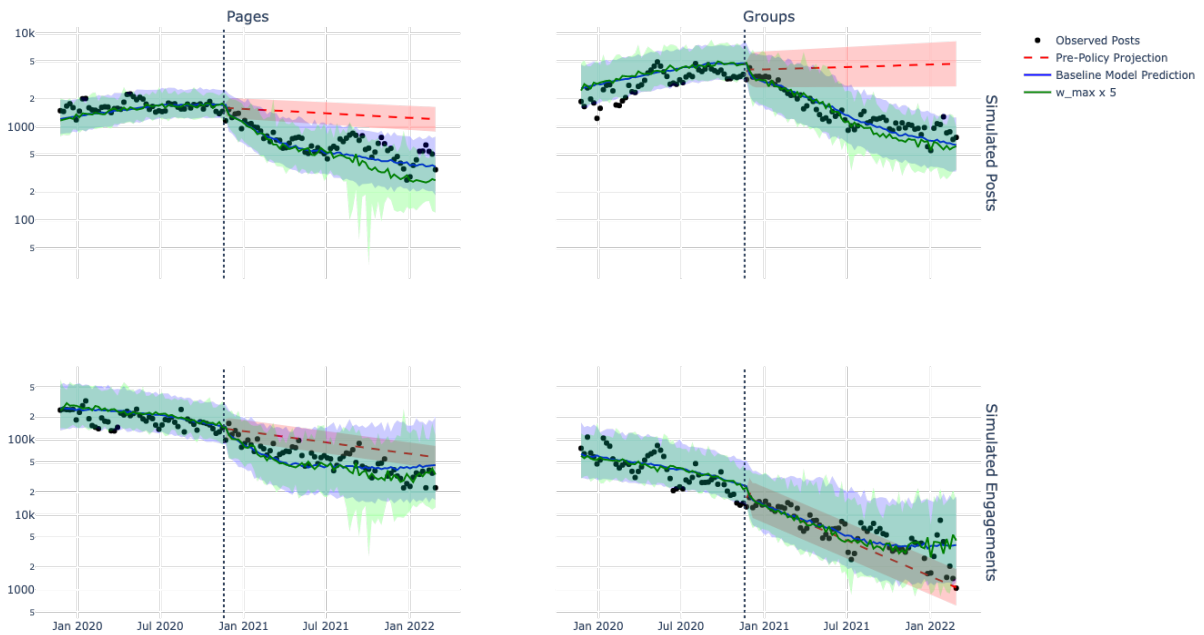 Pages
Groups
10k
5
2
1000
5
2
100
5
Simulated Posts
Observed Posts
Pre-Policy Projection
Baseline Model Prediction
w_max x 5
5
2
100k
5
2
10k
5
2
1000
5
Simulated Engagements
Jan 2020
Jul 2020
Jan 2021
Jul 2021
Jan 2022
Jan 2020
Jul 2020
Jan 2021
Jul 2021
Jan 2022